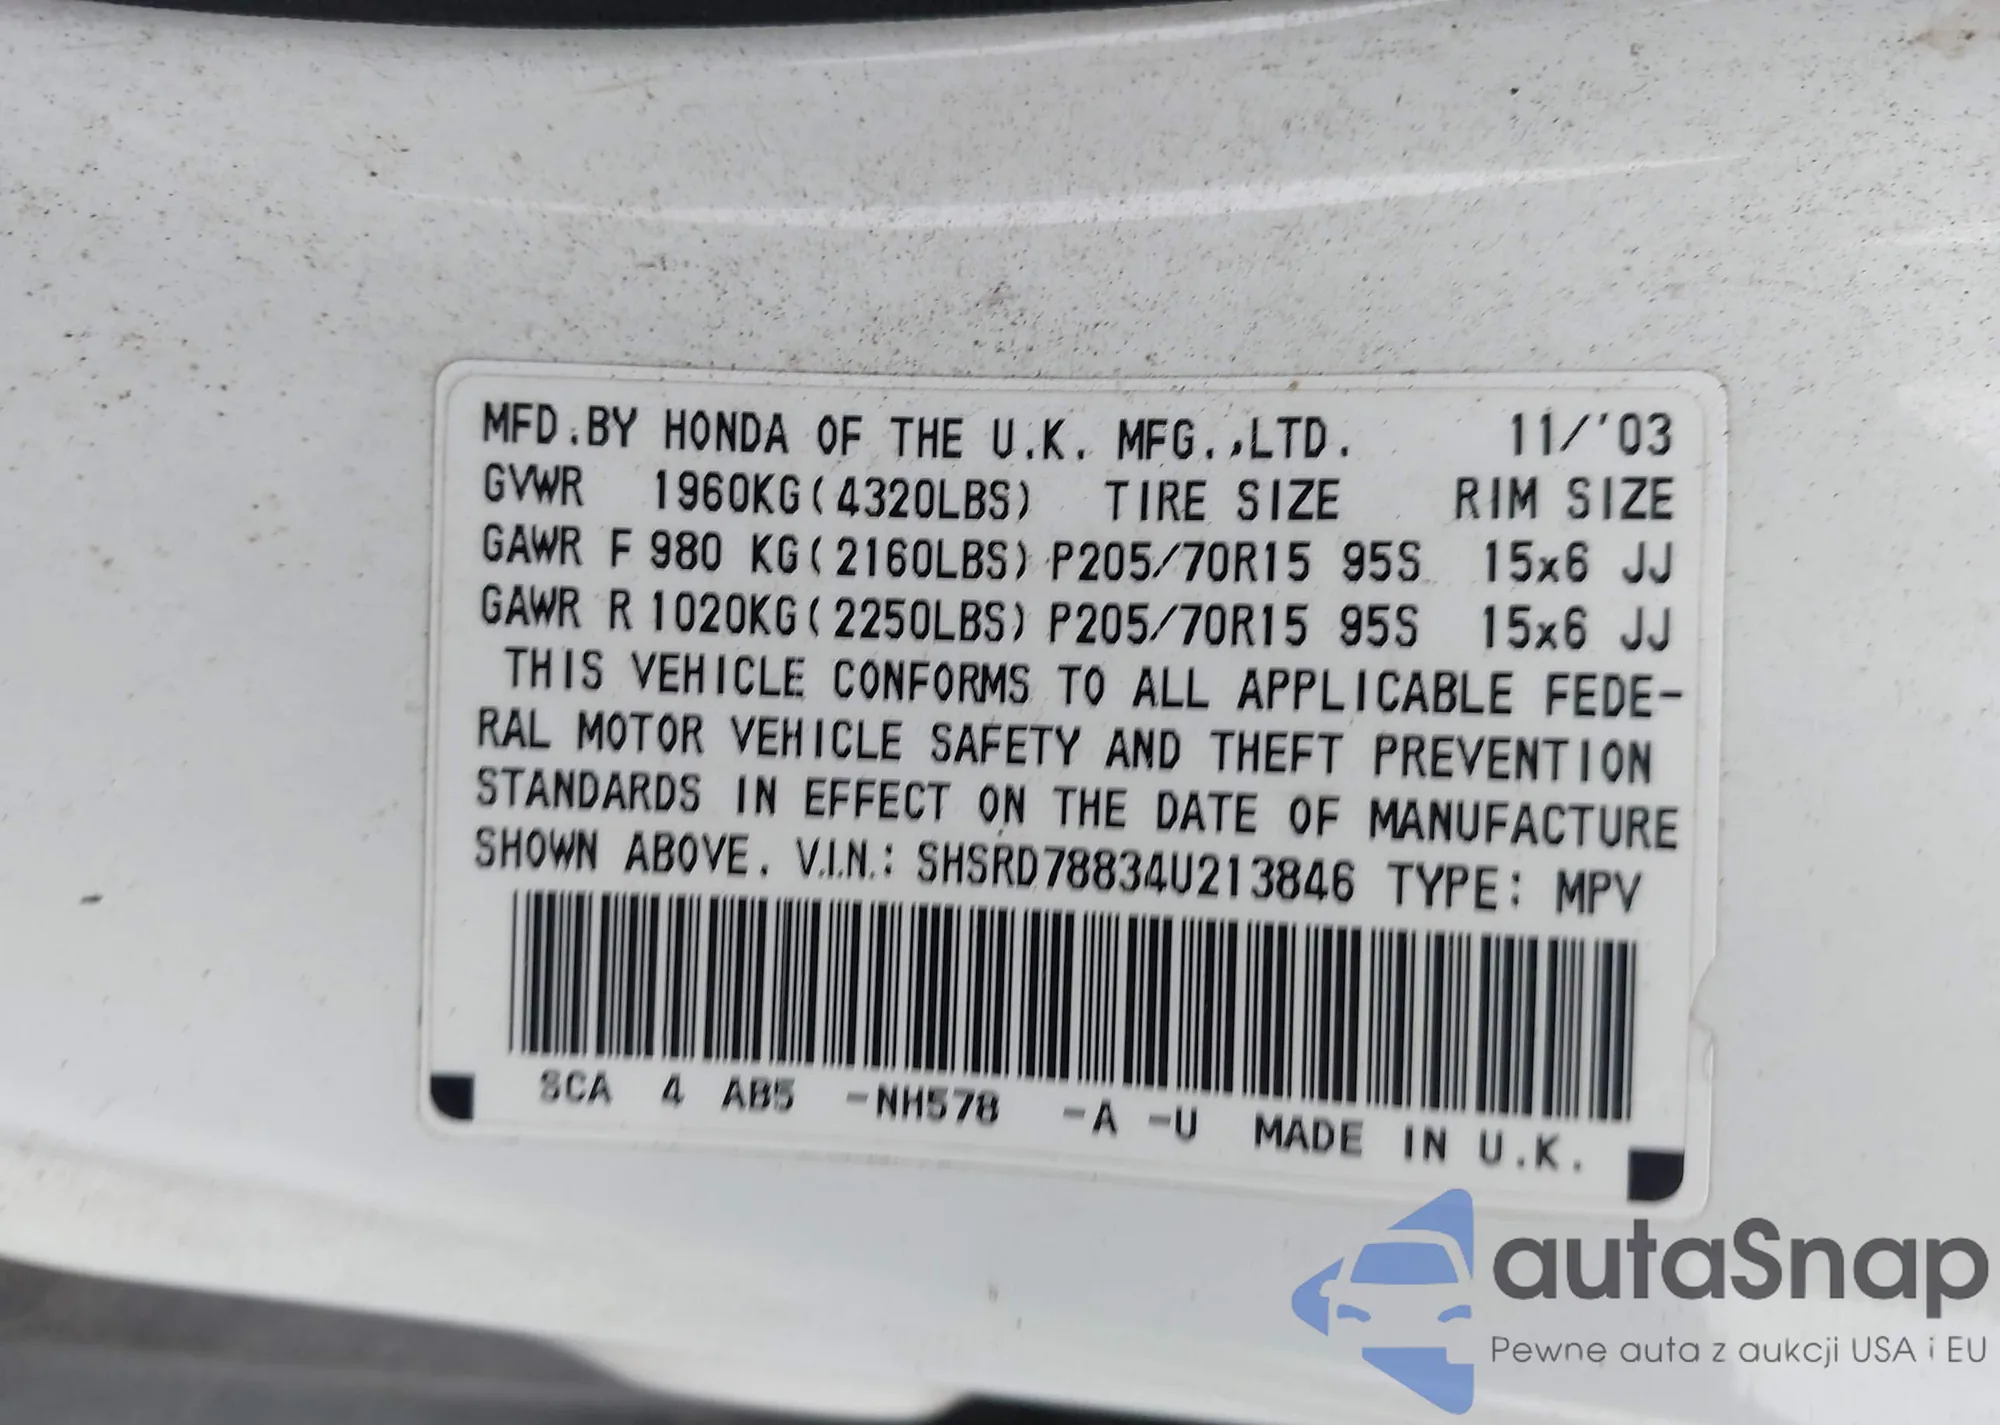 MFD.BY HONDA OF THE U.K. MFG.,LTD. 11/'03
GVWR 1960KG(4320LBS) TIRE SIZE RIM SIZE
GAWR F 980 KG(2160LBS) P205/70R15 95S 15x6 JJ
GAWR R 1020KG(2250LBS) P205/70R15 95S 15x6 JJ
THIS VEHICLE CONFORMS TO ALL APPLICABLE FEDE-
RAL MOTOR VEHICLE SAFETY AND THEFT PREVENTION
STANDARDS IN EFFECT ON THE DATE OF MANUFACTURE
SHOWN ABOVE. V.I.N.: SHSRD78834U213846 TYPE: MPV
SCA 4 AB5 -NH578 -A -U MADE IN U.K.
autaSnap
Pewne auta z aukcji USA i EU